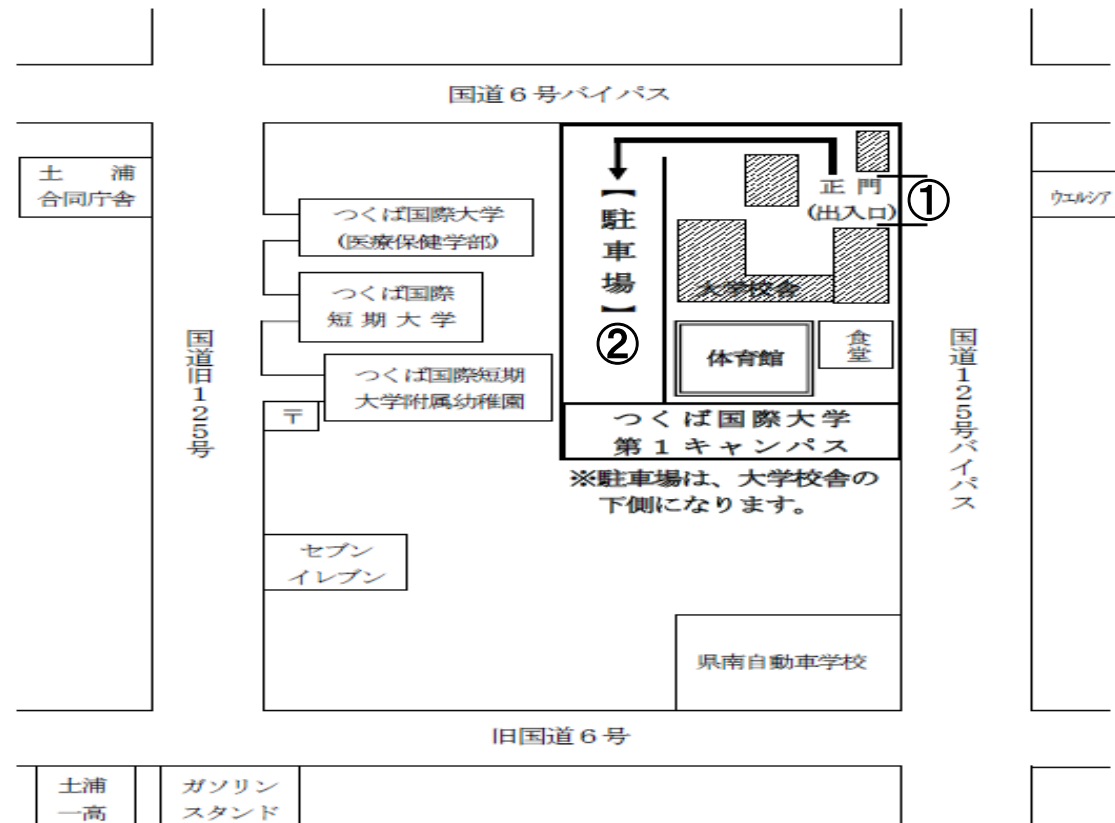 国道６号バイパス
土　浦
合同庁舎
つくば国際大学
(医療保健学部)
つくば国際
短 期 大 学
つくば国際短期
大学附属幼稚園
〒
国道旧１２５号
【駐車場】
②
正 門
(出入口)
①
大学校舎
体育館
食堂
つくば国際大学
第１キャンパス
※駐車場は、大学校舎の
下側になります。
ウエルシア
国道１２５号バイパス
セブン
イレブン
県南自動車学校
旧国道６号
土浦
一高
ガソリン
スタンド